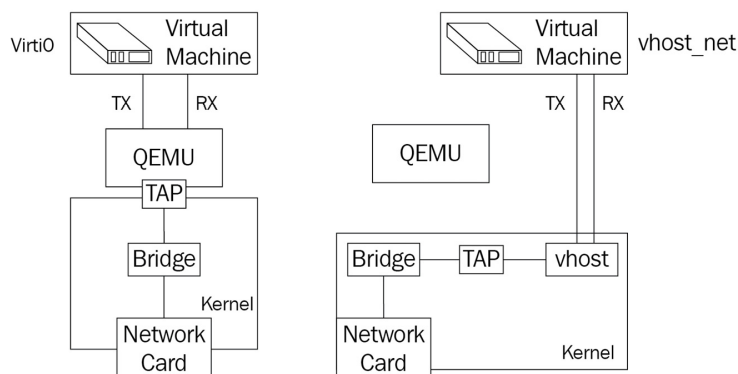 VirtiO
Virtual
Machine
TX
RX
QEMU
TAP
Bridge
Kernel
Network
Card
Virtual
Machine
vhost_net
TX
RX
QEMU
Bridge
TAP
vhost
Network
Card
Kernel